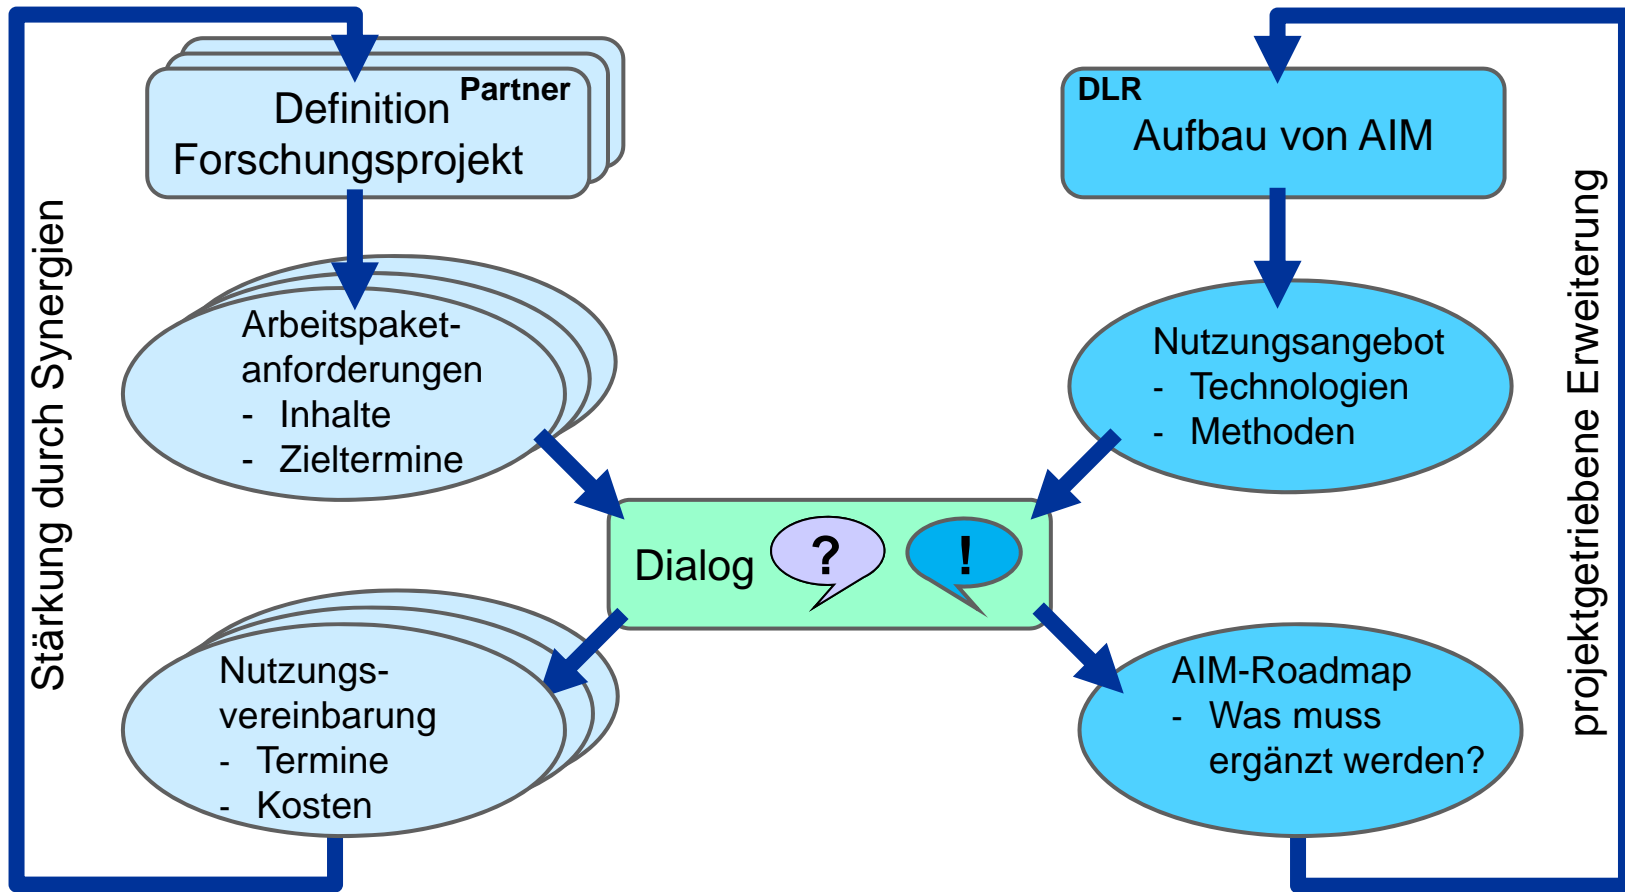 Stärkung durch Synergien
Partner
Definition
Forschungsprojekt
Arbeitspaket-
anforderungen
- Inhalte
- Zieltermine
Nutzungs-
vereinbarung
- Termine
- Kosten
Dialog ? !
DLR
Aufbau von AIM
Nutzungsangebot
- Technologien
- Methoden
AIM-Roadmap
- Was muss
ergänzt werden?
projektgetriebene Erweiterung